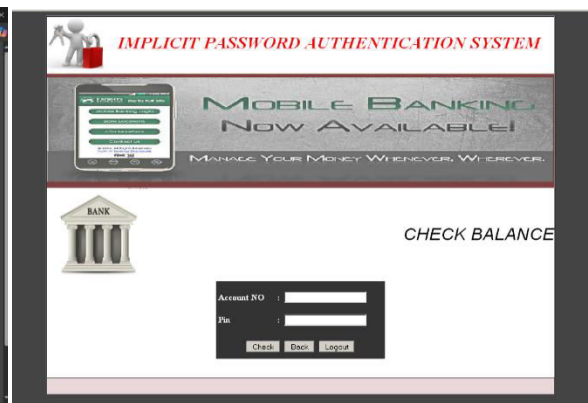 IMPLICIT PASSWORD AUTHENTICATION SYSTEM
MOBILE BANKING
NOW AVAILABLE!
MANAGE YOUR MONEY WHENEVER, WHEREVER.
BANK
CHECK BALANCE
Account NO :
Pin :
Check Back Logout